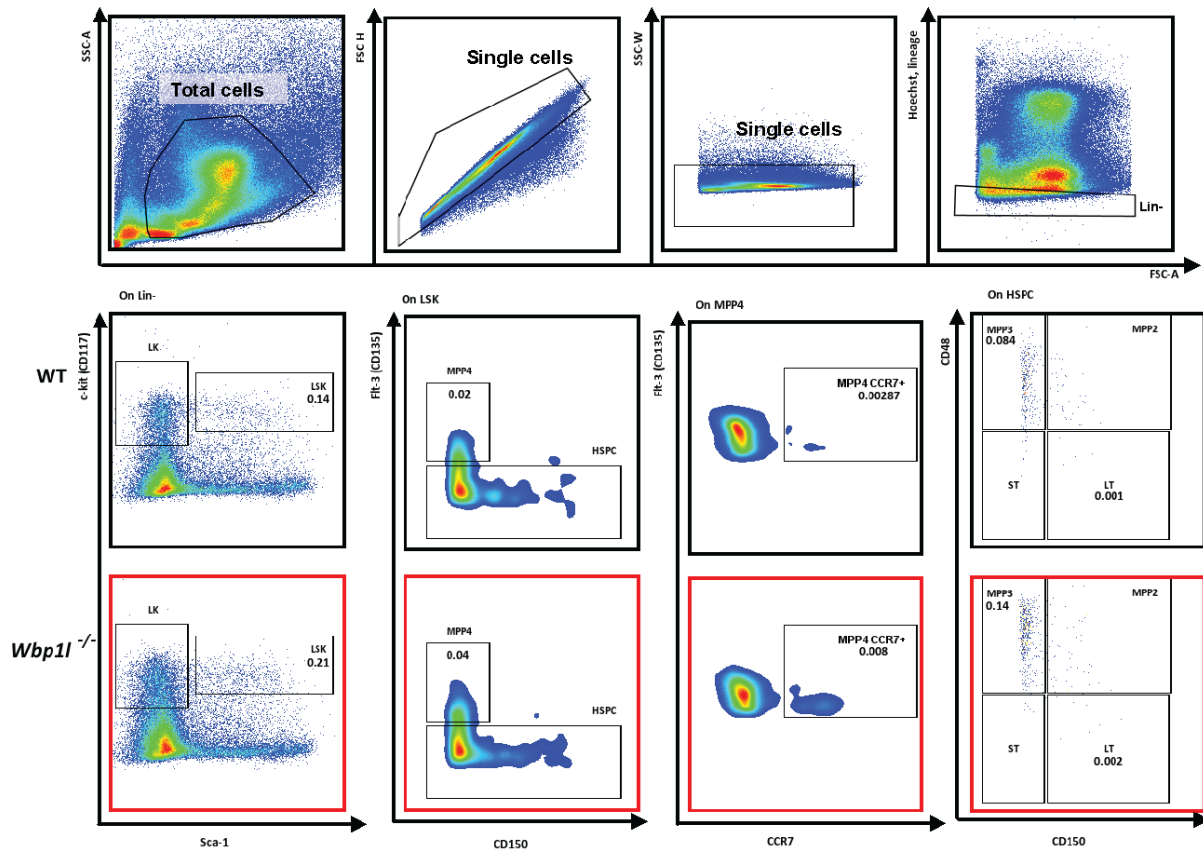 SSC-A
Total cells
FSC H
Single cells
SSC-W
Single cells
Hoechst, lineage
Lin-
FSC-A
On Lin-
On LSK
On MPP4
On HSPC
WT
c-kit (CD117)
LK
LSK
0.14
Flt-3 (CD135)
MPP4
0.02
HSPC
Flt-3 (CD135)
MPP4 CCR7+
0.00287
CD48
MPP3
0.084
MPP2
ST
LT
0.001
Wbp1l -/-
LK
LSK
0.21
MPP4
0.04
HSPC
MPP4 CCR7+
0.008
MPP3
0.14
MPP2
ST
LT
0.002
Sca-1
CD150
CCR7
CD150